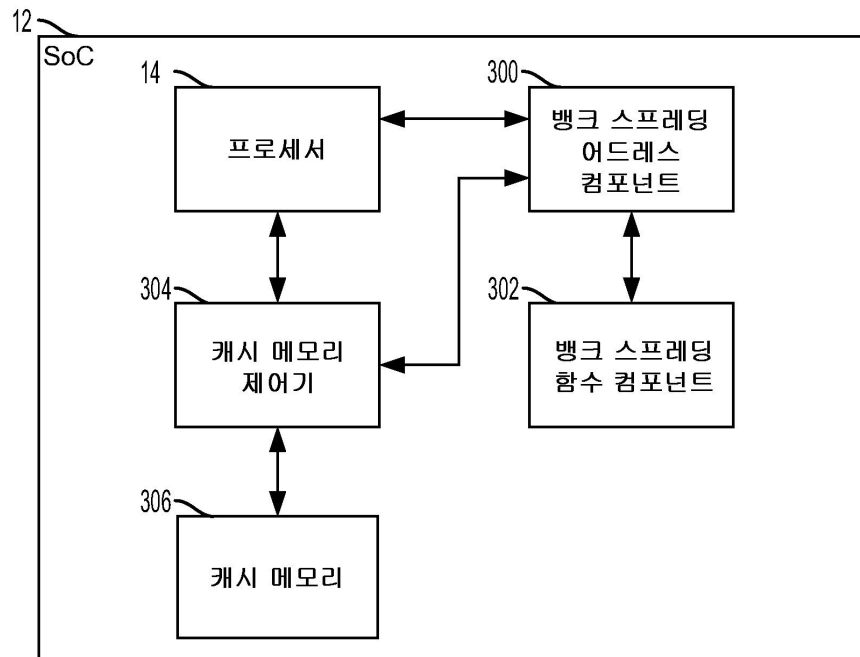 12
SoC
14
프로세서
300
뱅크 스프레딩
어드레스
컴포넌트
304
캐시 메모리
제어기
302
뱅크 스프레딩
함수 컴포넌트
306
캐시 메모리